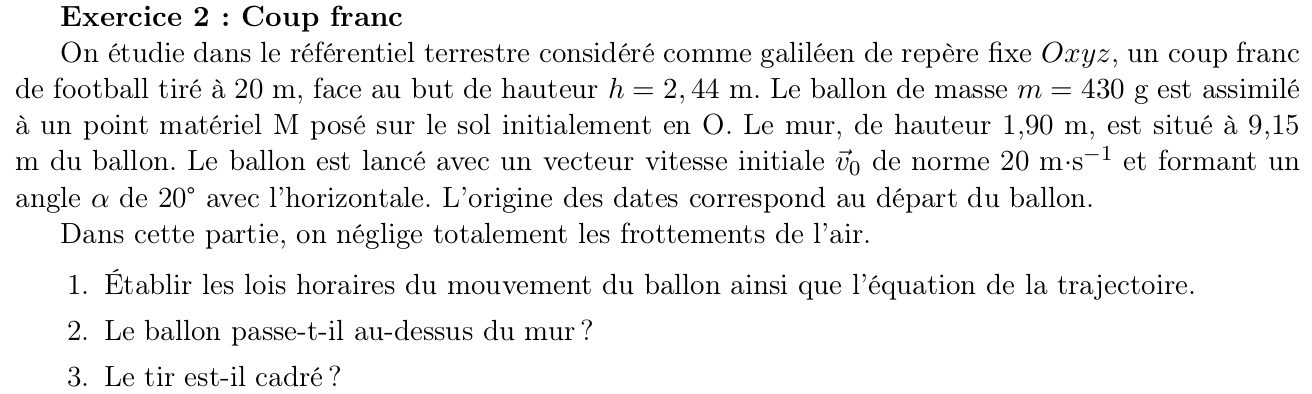 Exercice 2 : Coup franc
On étudie dans le référentiel terrestre considéré comme galiléen de repère fixe Oxyz, un coup franc
de football tiré à 20 m, face au but de hauteur h = 2, 44 m. Le ballon de masse m = 430 g est assimilé
à un point matériel M posé sur le sol initialement en O. Le mur, de hauteur 1,90 m, est situé à 9,15
m du ballon. Le ballon est lancé avec un vecteur vitesse initiale v⃗₀ de norme 20 m·s⁻¹ et formant un
angle α de 20° avec l'horizontale. L'origine des dates correspond au départ du ballon.
Dans cette partie, on néglige totalement les frottements de l'air.
1. Établir les lois horaires du mouvement du ballon ainsi que l'équation de la trajectoire.
2. Le ballon passe-t-il au-dessus du mur ?
3. Le tir est-il cadré ?